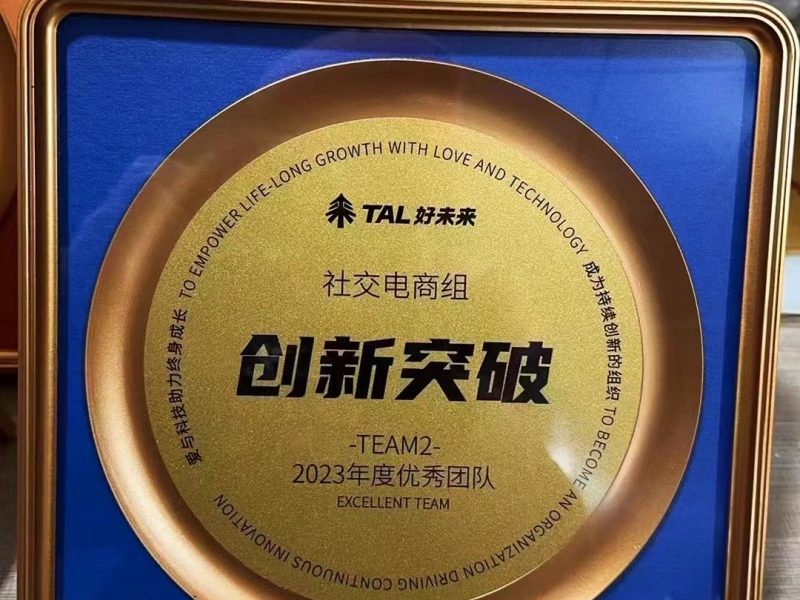 TAL 好未来
社交电商组
创新突破
-TEAM2-
2023年度优秀团队
EXCELLENT TEAM
爱与科技助力终身成长 TO EMPOWER LIFE-LONG GROWTH WITH LOVE AND TECHNOLOGY
成为持续创新的组织 TO BECOME AN ORGANIZATION DRIVING CONTINUOUS INNOVATION